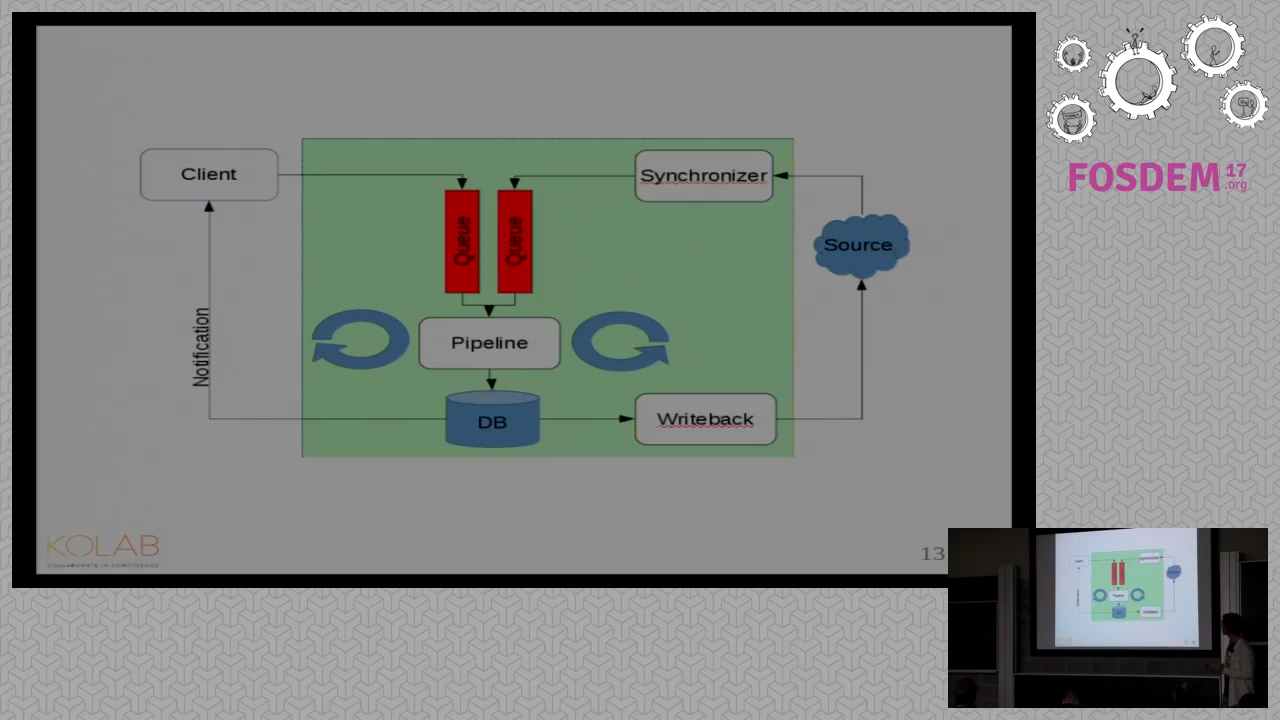 Client
Synchronizer
Queue
Queue
Source
Notification
Pipeline
DB
Writeback
KOLAB
13
FOSDEM 17
.org